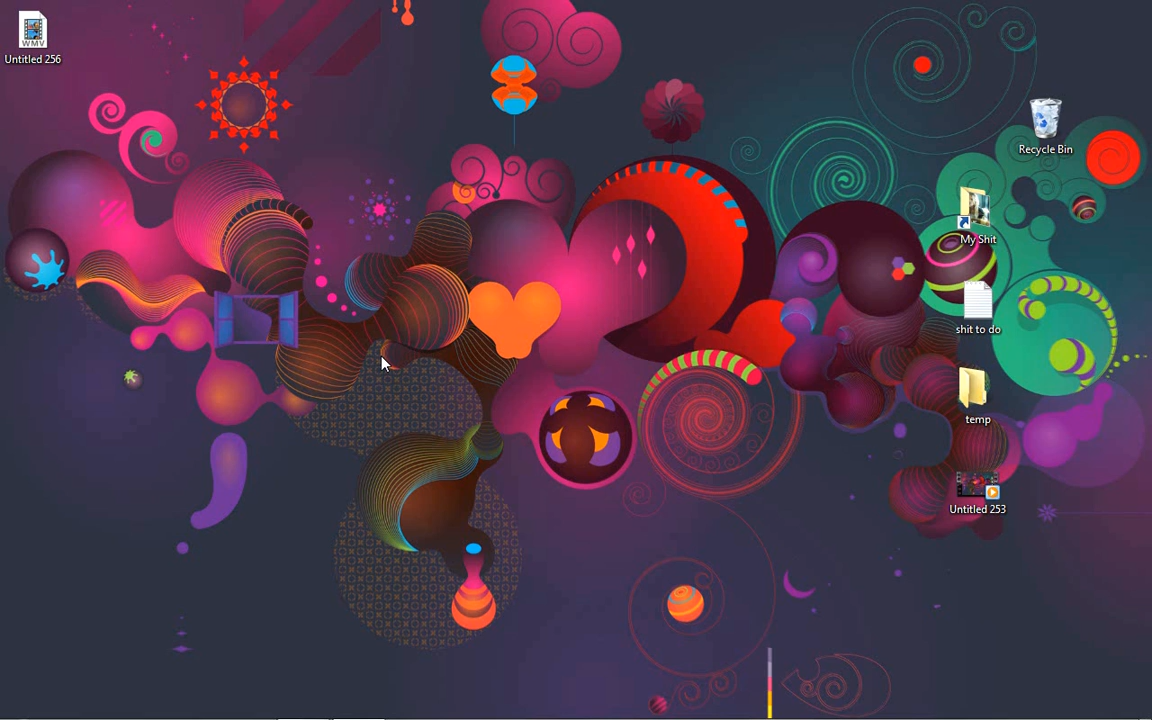 WMV
Untitled 256
Recycle Bin
My Shit
shit to do
temp
Untitled 253